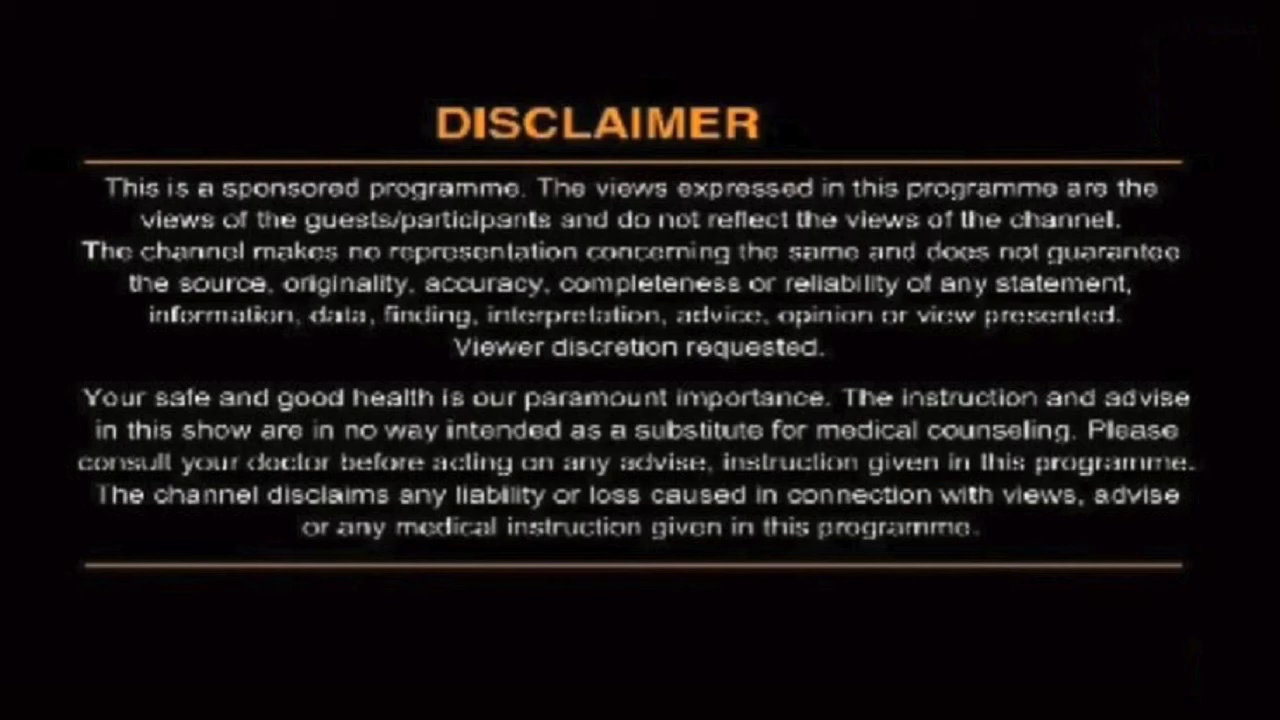 DISCLAIMER
This is a sponsored programme. The views expressed in this programme are the
views of the guests/participants and do not reflect the views of the channel.
The channel makes no representation concerning the same and does not guarantee
the source, originality, accuracy, completeness or reliability of any statement,
information, data, finding, interpretation, advice, opinion or view presented.
Viewer discretion requested.
Your safe and good health is our paramount importance. The instruction and advise
in this show are in no way intended as a substitute for medical counseling. Please
consult your doctor before acting on any advise, instruction given in this programme.
The channel disclaims any liability or loss caused in connection with views, advise
or any medical instruction given in this programme.